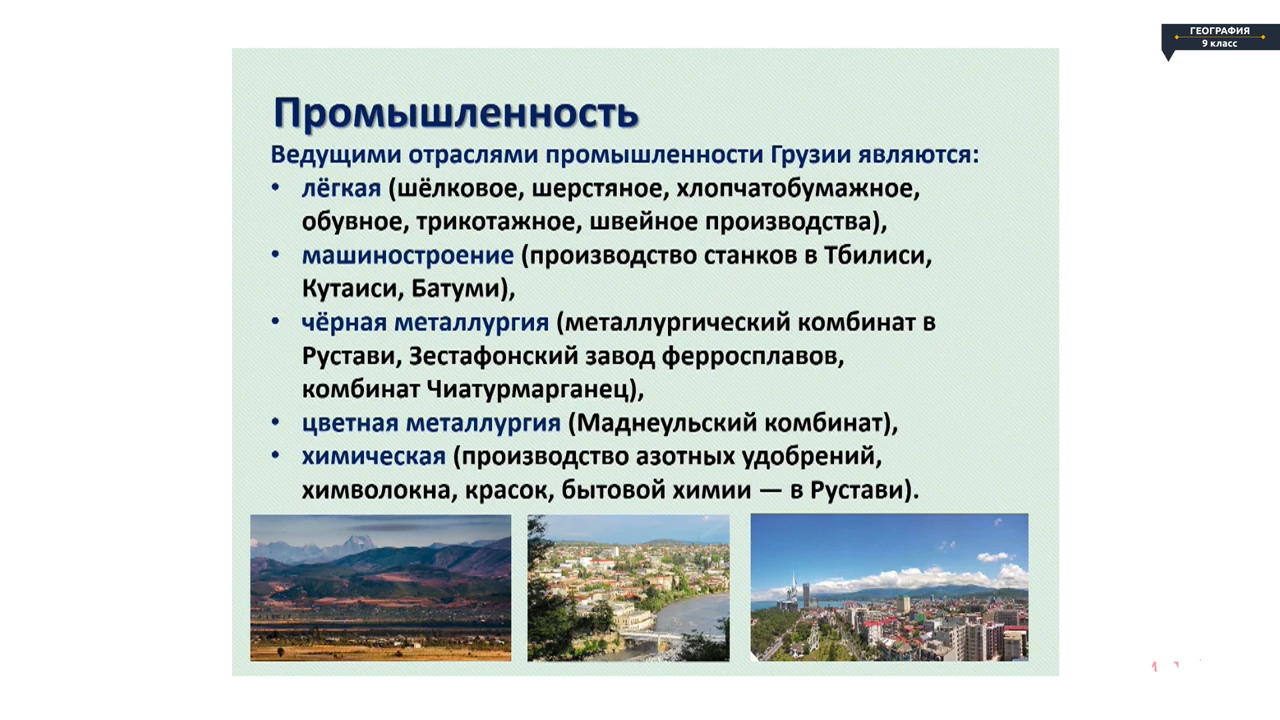 ГЕОГРАФИЯ
9 класс
Промышленность
Ведущими отраслями промышленности Грузии являются:
• лёгкая (шёлковое, шерстяное, хлопчатобумажное,
обувное, трикотажное, швейное производства),
• машиностроение (производство станков в Тбилиси,
Кутаиси, Батуми),
• чёрная металлургия (металлургический комбинат в
Рустави, Зестафонский завод ферросплавов,
комбинат Чиатурмарганец),
• цветная металлургия (Маднеульский комбинат),
• химическая (производство азотных удобрений,
химволокна, красок, бытовой химии — в Рустави).